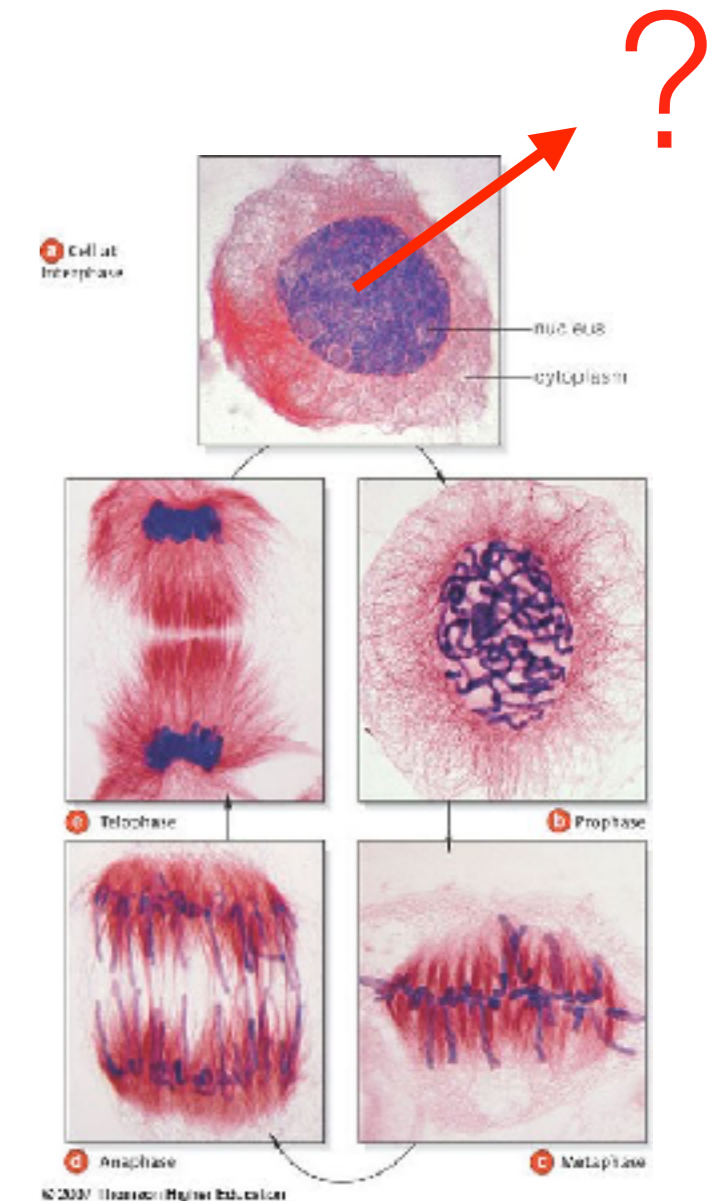 ?
a Cell at
Interphase
nucleus
cytoplasm
e Telophase
b Prophase
d Anaphase
c Metaphase
© 2007 Thomson Higher Education